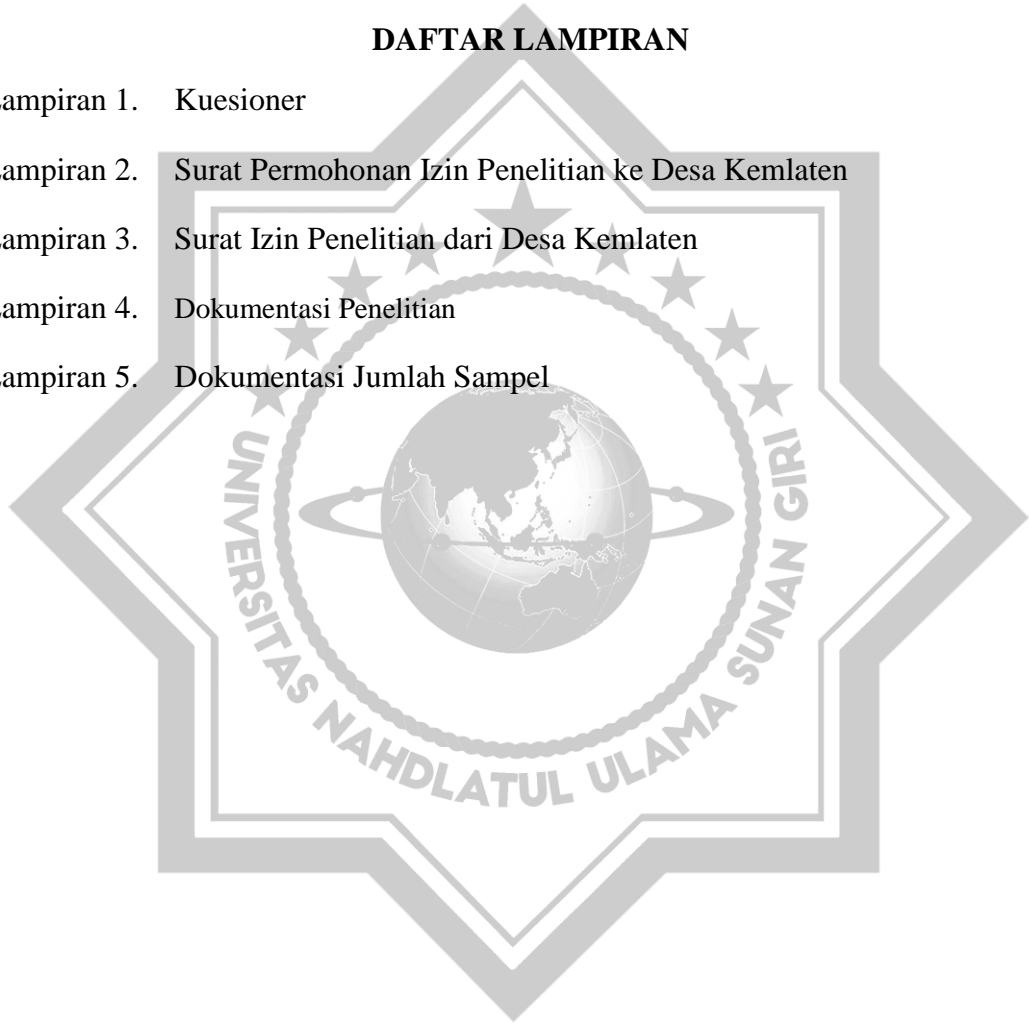 DAFTAR LAMPIRAN
ampiran 1. Kuesioner
ampiran 2. Surat Permohonan Izin Penelitian ke Desa Kemlaten
ampiran 3. Surat Izin Penelitian dari Desa Kemlaten
ampiran 4. Dokumentasi Penelitian
ampiran 5. Dokumentasi Jumlah Sampel
UNIVERSITAS NAHDLATUL ULAMA SUNAN GIRI